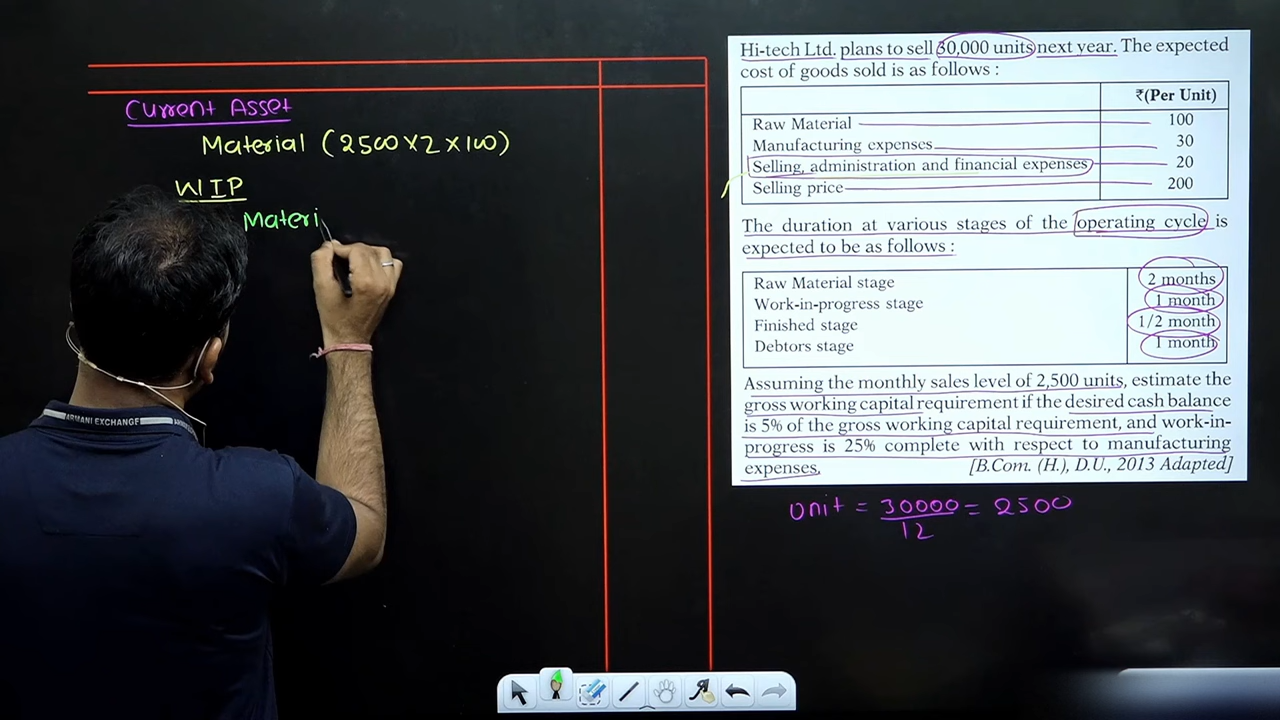 Current Asset
Material (2500 x 2 x 100)
WIP
Materi
ARMANI EXCHANGE
Hi-tech Ltd. plans to sell 30,000 units next year. The expected
cost of goods sold is as follows :
₹(Per Unit)
Raw Material 100
Manufacturing expenses 30
Selling, administration and financial expenses 20
Selling price 200
The duration at various stages of the operating cycle is
expected to be as follows :
Raw Material stage 2 months
Work-in-progress stage 1 month
Finished stage 1/2 month
Debtors stage 1 month
Assuming the monthly sales level of 2,500 units, estimate the
gross working capital requirement if the desired cash balance
is 5% of the gross working capital requirement, and work-in-
progress is 25% complete with respect to manufacturing
expenses. [B.Com. (H.), D.U., 2013 Adapted]
Unit = 30000/12 = 2500